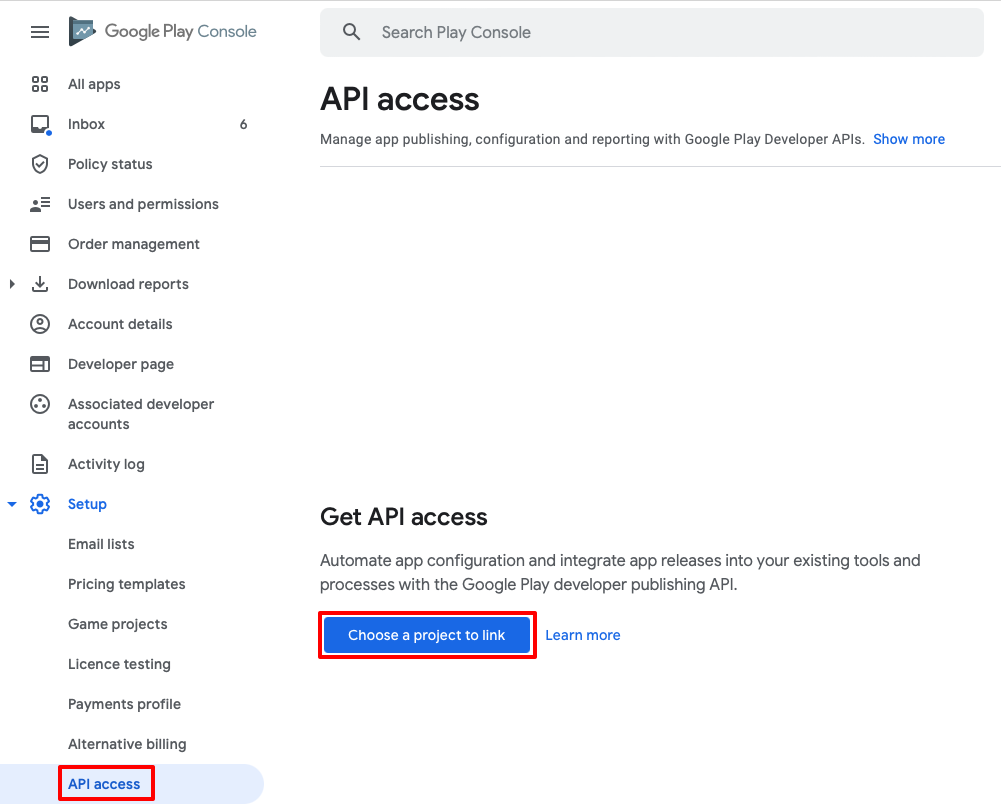 Google Play Console
Search Play Console
All apps
Inbox 6
Policy status
Users and permissions
Order management
Download reports
Account details
Developer page
Associated developer
accounts
Activity log
Setup
Email lists
Pricing templates
Game projects
Licence testing
Payments profile
Alternative billing
API access
API access
Manage app publishing, configuration and reporting with Google Play Developer APIs. Show more
Get API access
Automate app configuration and integrate app releases into your existing tools and
processes with the Google Play developer publishing API.
Choose a project to link Learn more